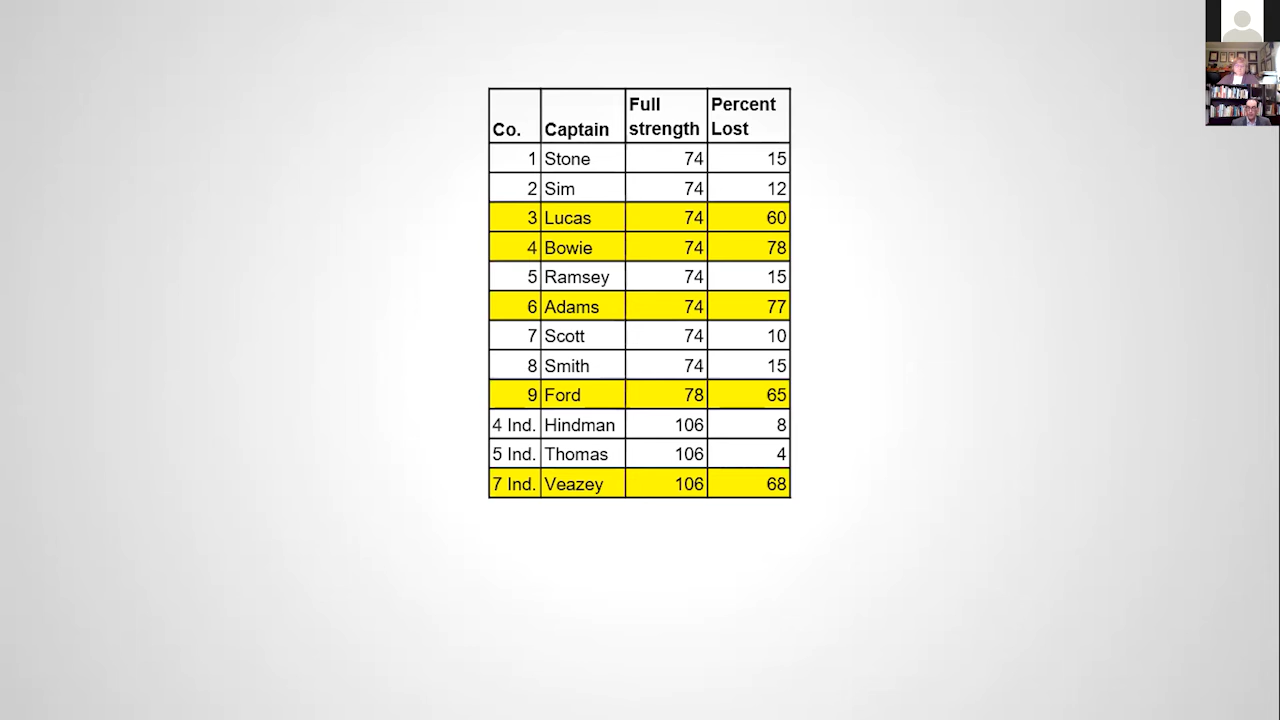 Co. Captain Full strength Percent Lost
1 Stone 74 15
2 Sim 74 12
3 Lucas 74 60
4 Bowie 74 78
5 Ramsey 74 15
6 Adams 74 77
7 Scott 74 10
8 Smith 74 15
9 Ford 78 65
4 Ind. Hindman 106 8
5 Ind. Thomas 106 4
7 Ind. Veazey 106 68